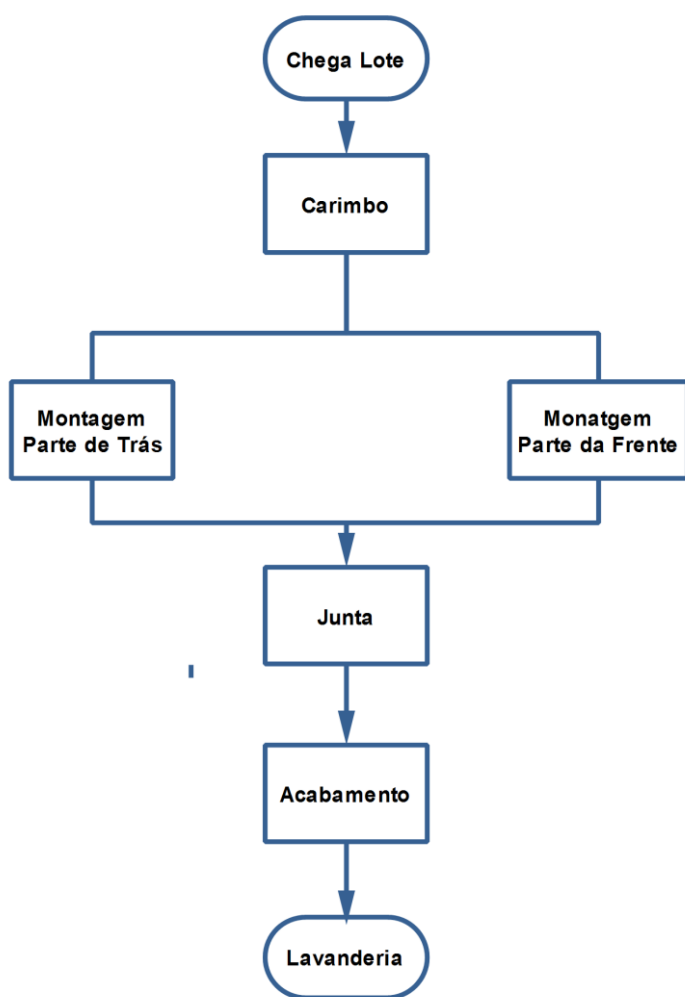 Chega Lote
Carimbo
Montagem
Parte de Trás
Monatgem
Parte da Frente
Junta
Acabamento
Lavanderia